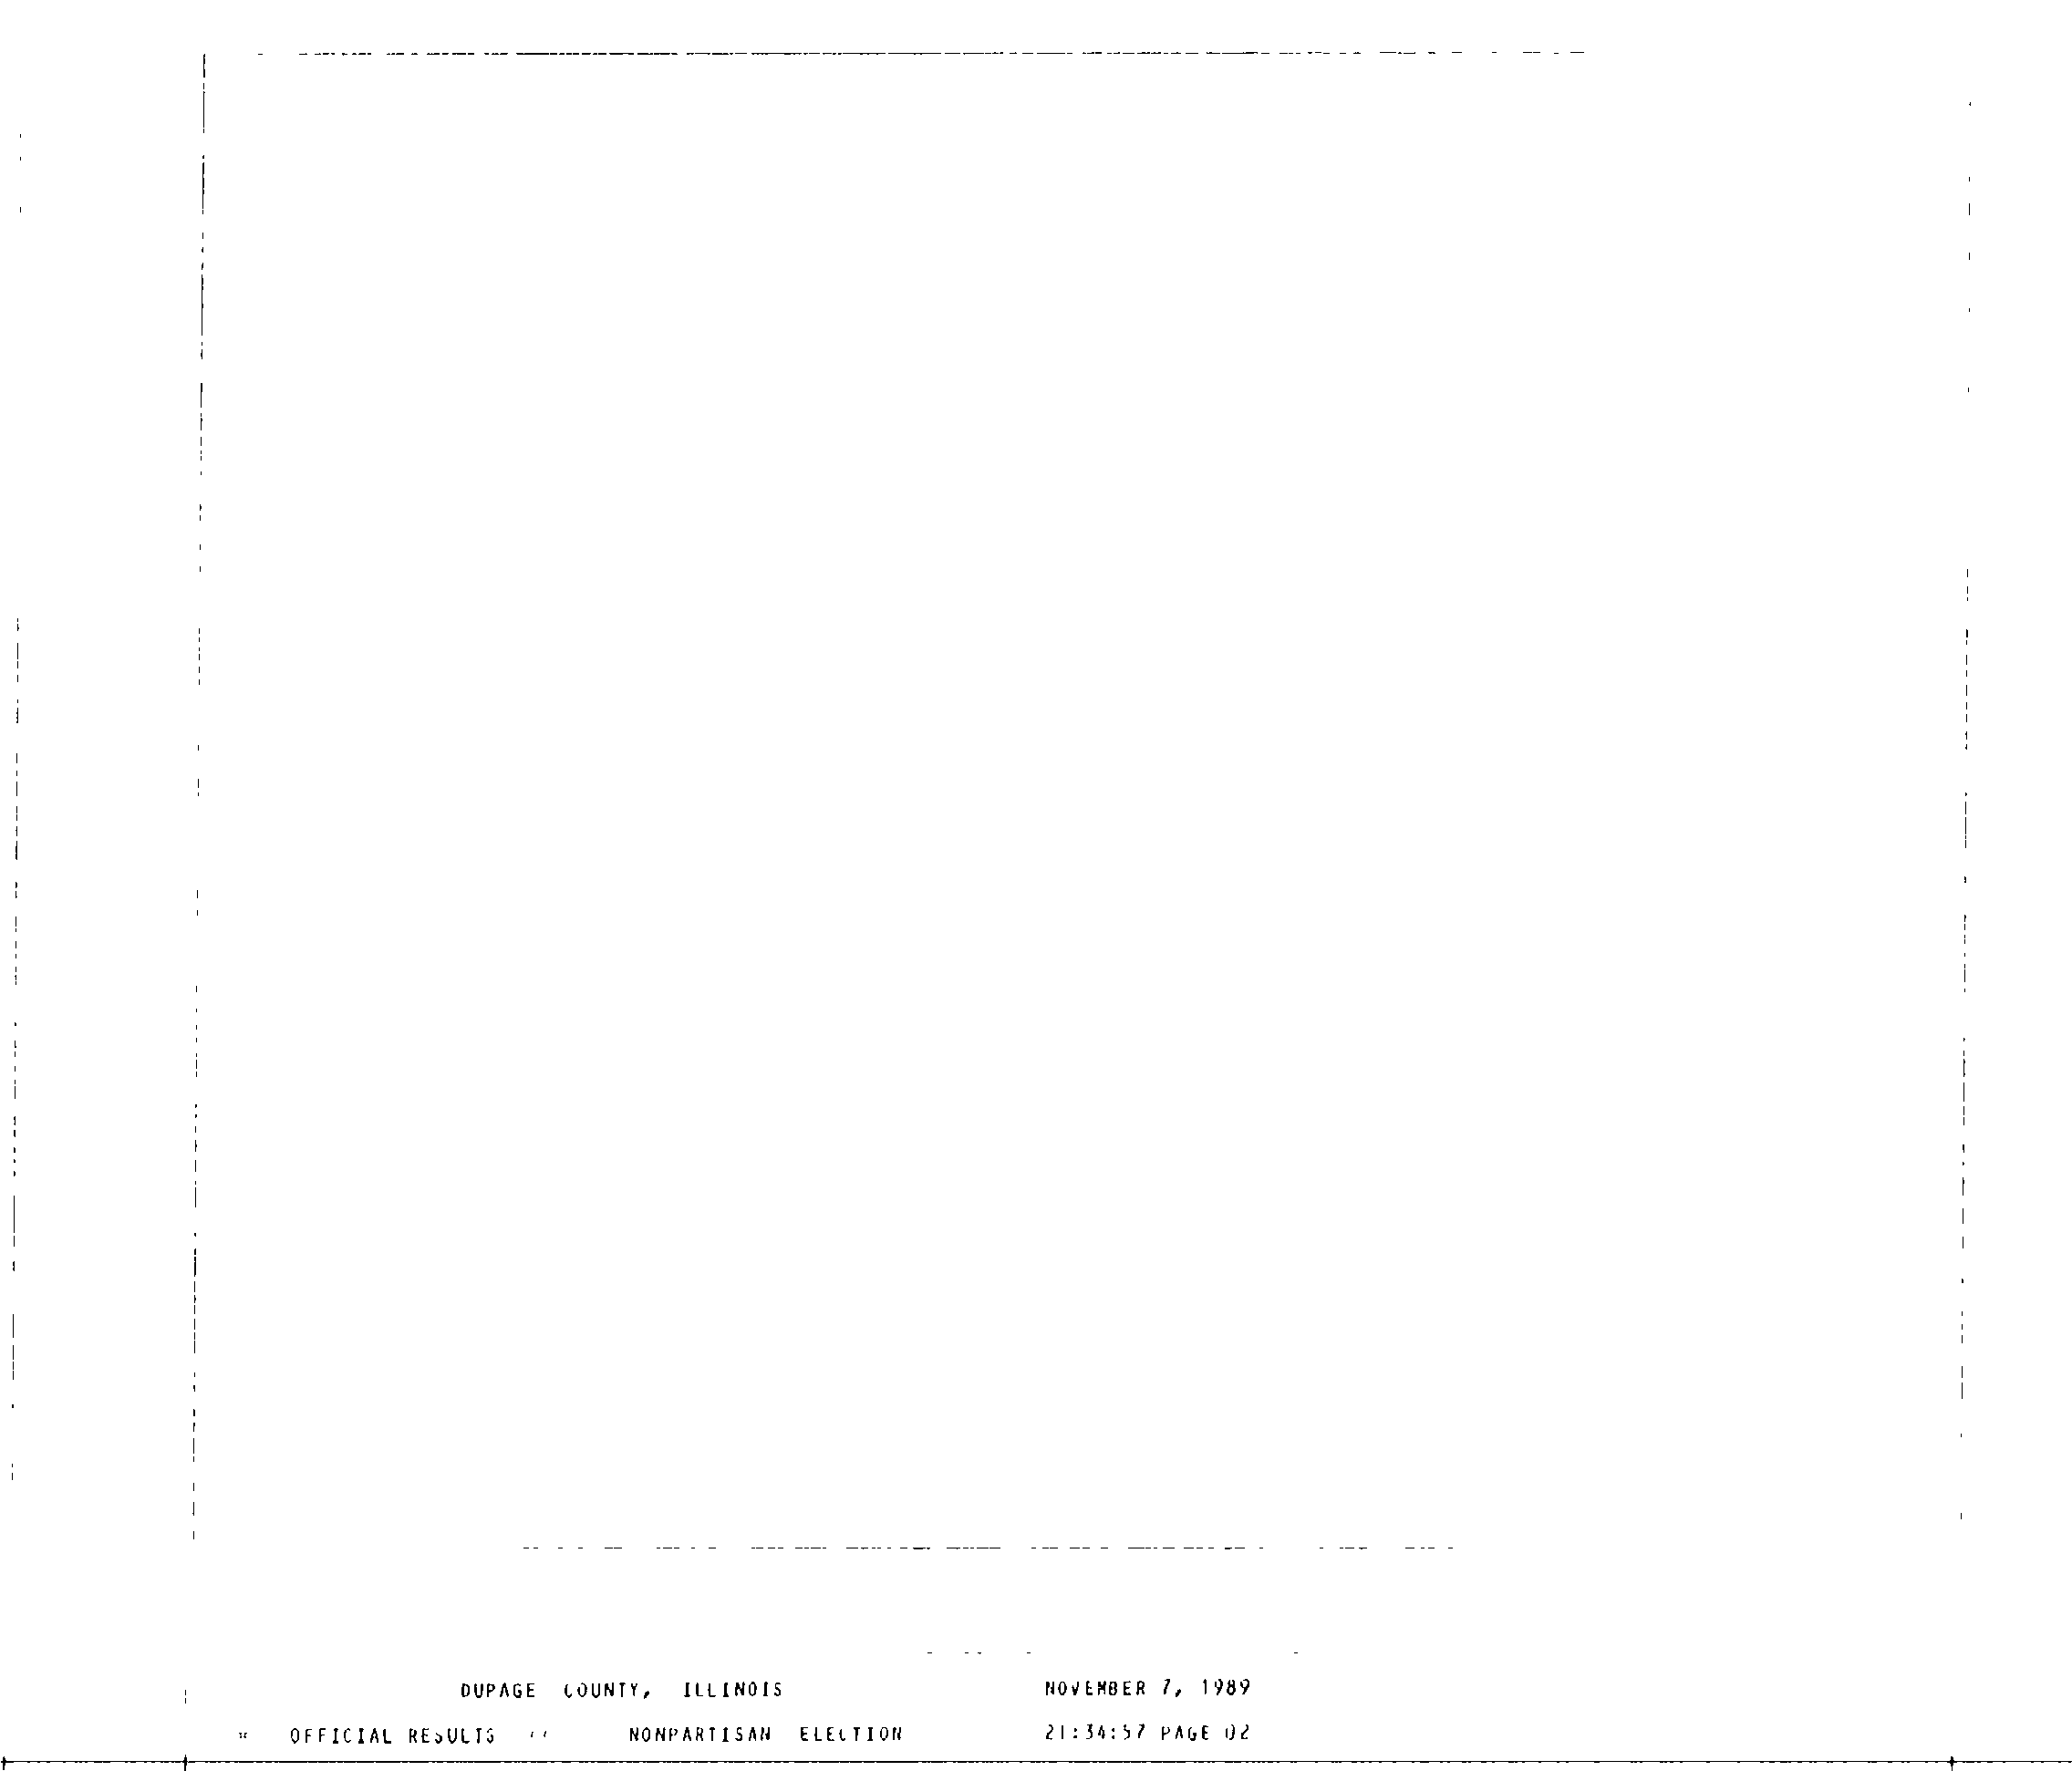 DUPAGE COUNTY, ILLINOIS NOVEMBER 7, 1989
OFFICIAL RESULTS NONPARTISAN ELECTION 21:34:57 PAGE 02